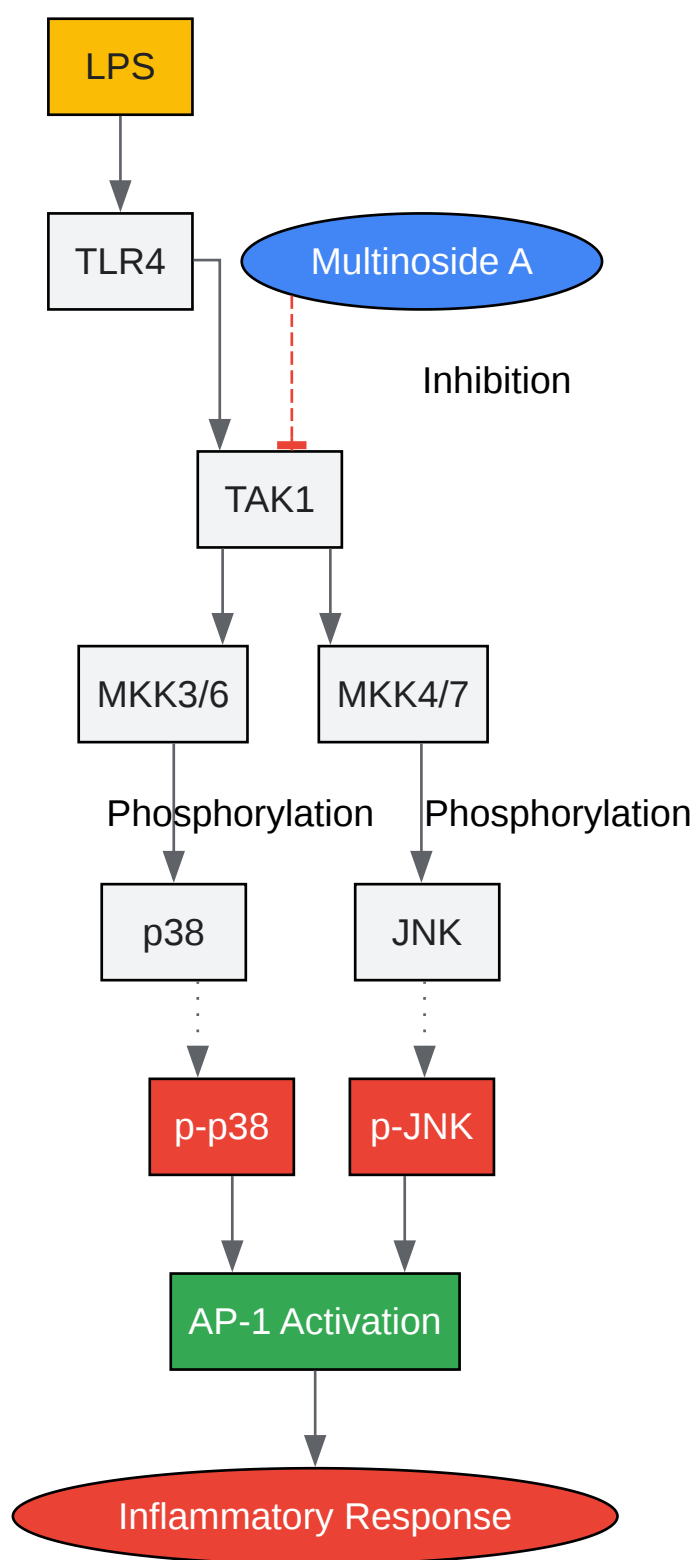 LPS
TLR4
Multinoside A
Inhibition
TAK1
MKK3/6
MKK4/7
Phosphorylation
Phosphorylation
p38
JNK
p-p38
p-JNK
AP-1 Activation
Inflammatory Response